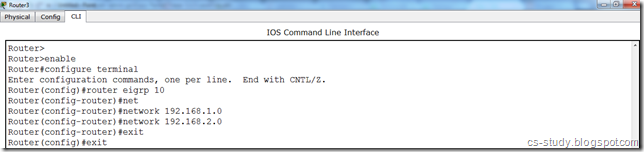 Router3
Physical Config CLI
IOS Command Line Interface
Router>
Router>enable
Router#configure terminal
Enter configuration commands, one per line.  End with CNTL/Z.
Router(config)#router eigrp 10
Router(config-router)#net
Router(config-router)#network 192.168.1.0
Router(config-router)#network 192.168.2.0
Router(config-router)#exit
Router(config)#exit
cs-study.blogspot.com